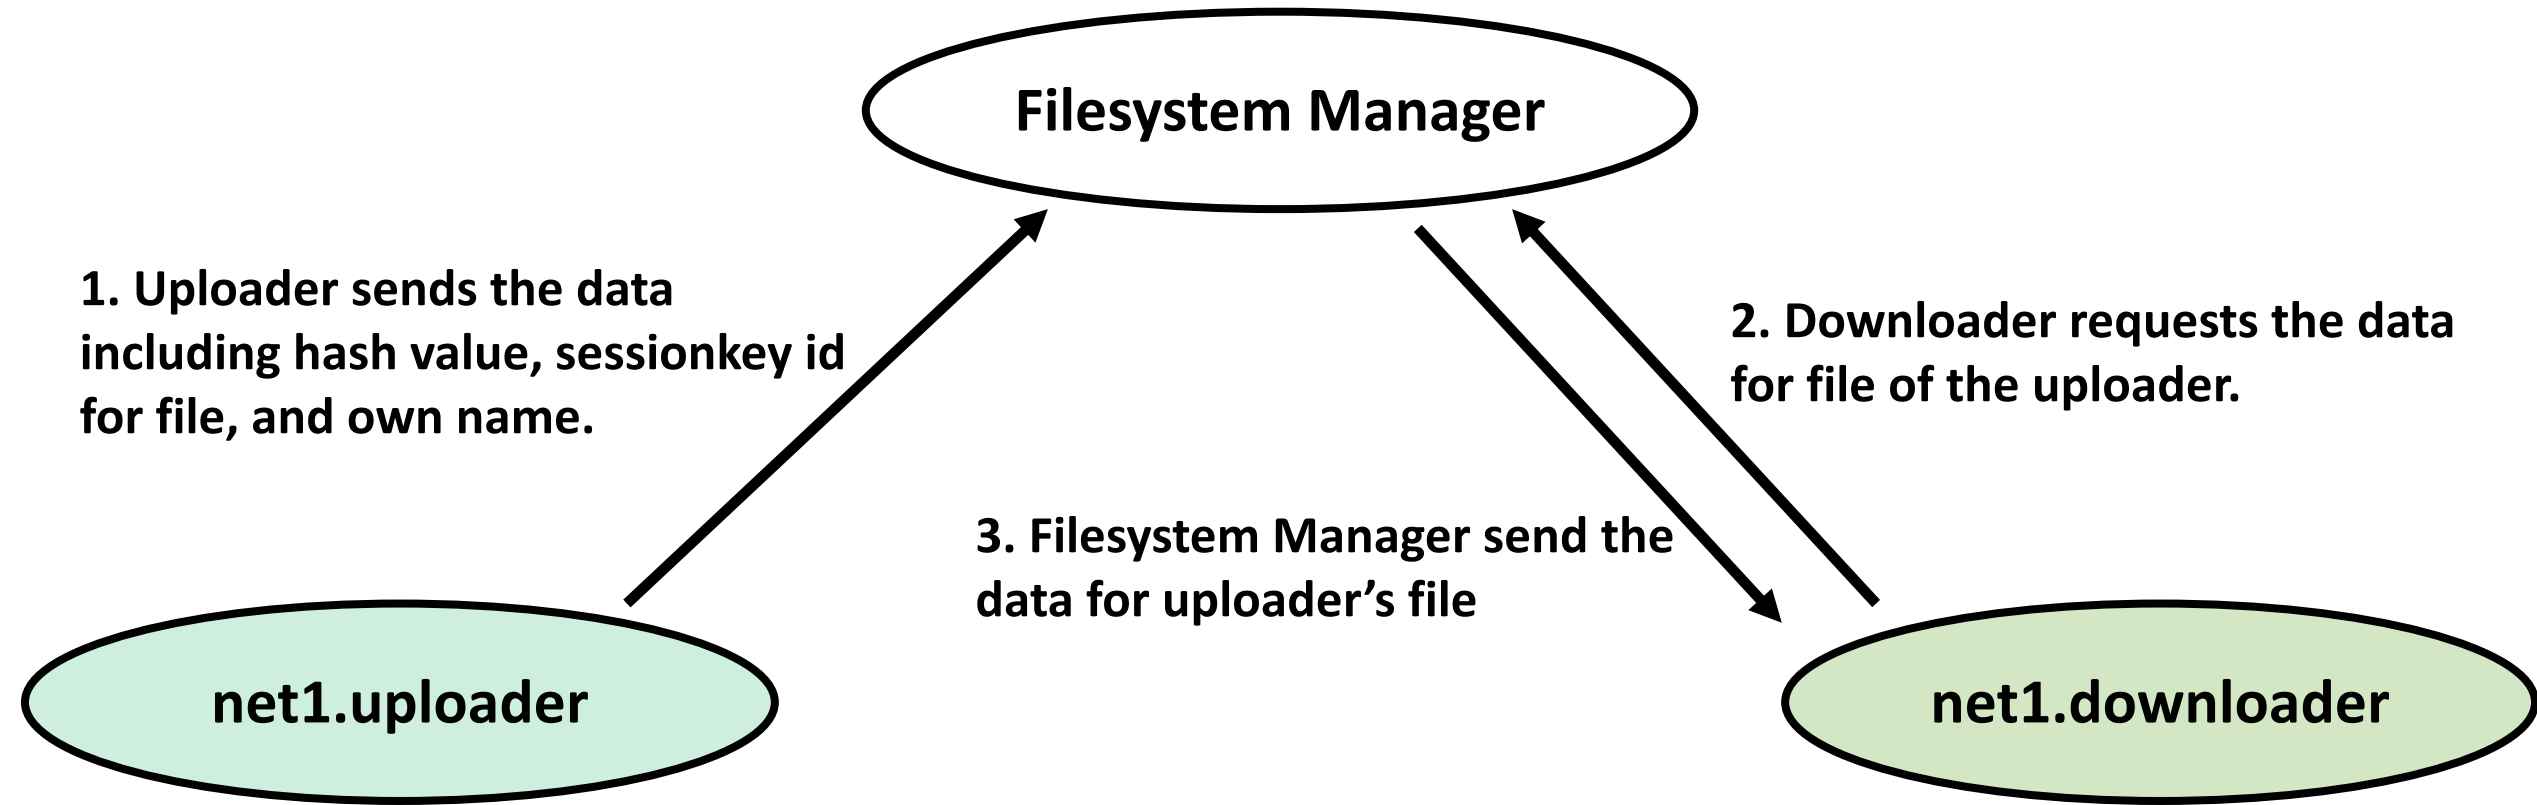 Filesystem Manager
1. Uploader sends the data
including hash value, sessionkey id
for file, and own name.
2. Downloader requests the data
for file of the uploader.
3. Filesystem Manager send the
data for uploader’s file
net1.uploader
net1.downloader